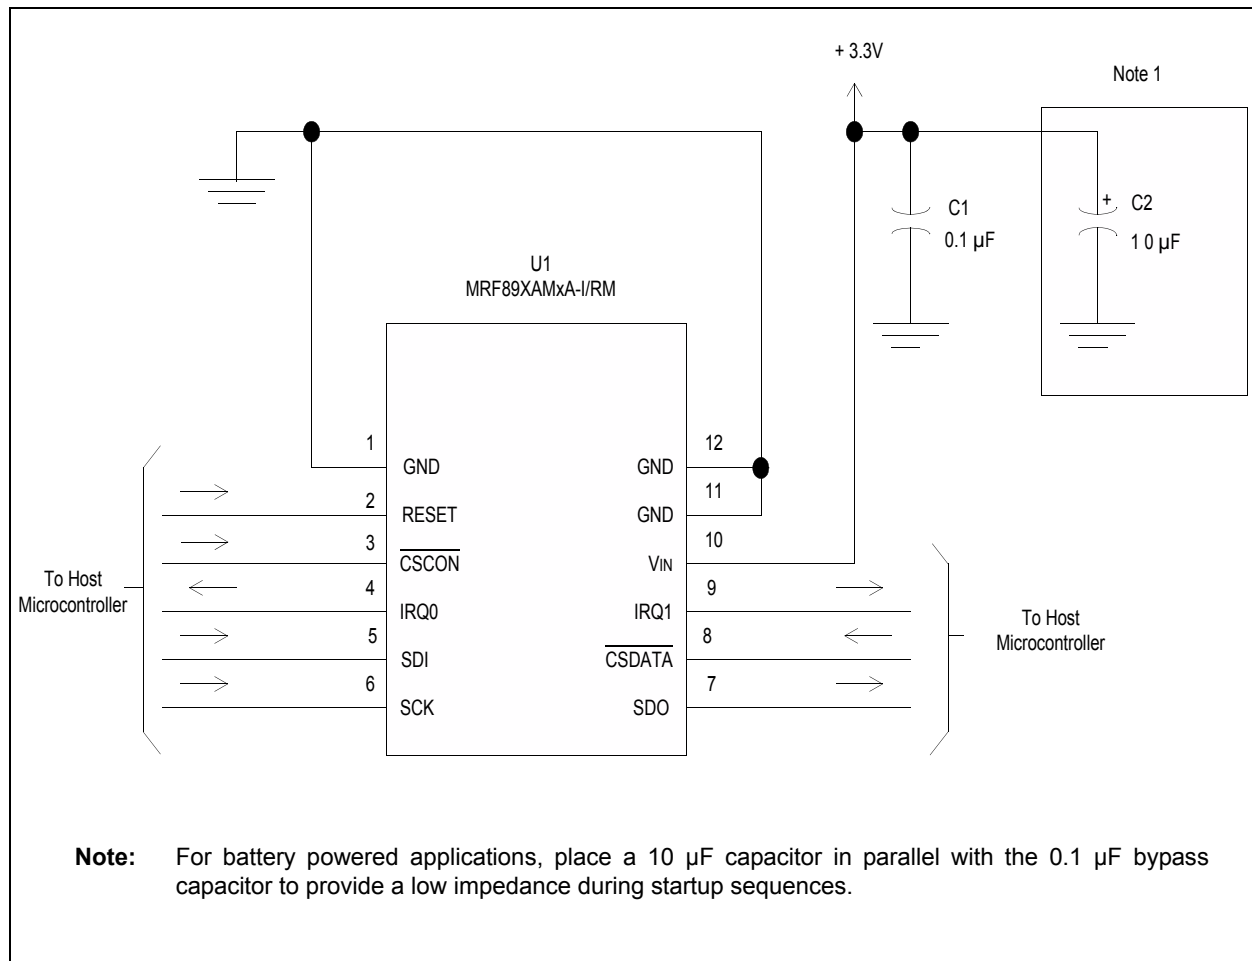 + 3.3V
Note 1
C1
0.1 µF
+ C2
1 0 µF
U1
MRF89XAMxA-I/RM
1
GND
2
RESET
3
CSCON
4
IRQ0
5
SDI
6
SCK
12
GND
11
GND
10
VIN
9
IRQ1
8
CSDATA
7
SDO
To Host
Microcontroller
To Host
Microcontroller
Note: For battery powered applications, place a 10 µF capacitor in parallel with the 0.1 µF bypass
capacitor to provide a low impedance during startup sequences.